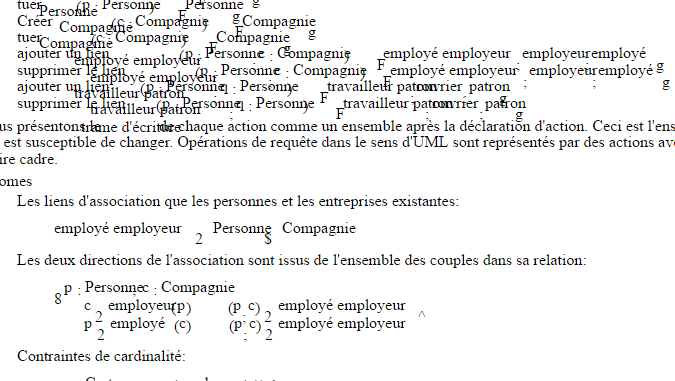 tuer (p : Personne) Personne g
Personne F
Créer (c : Compagnie) g Compagnie
Compagnie F
tuer (c : Compagnie) Compagnie g
Compagnie F g
ajouter un lien (p : Personne c : Compagnie) employé employeur employeur employé
employé employeur F : ; g
supprimer le lien (p : Personne c : Compagnie) employé employeur employeur employé
employé employeur F ; ; g
ajouter un lien (p : Personne q : Personne) travailleur patron ouvrier patron
travailleur patron F g
supprimer le lien (p : Personne q : Personne) travailleur patron ouvrier patron
travailleur patron F ; ; g
us présentons le de chaque action comme un ensemble après la déclaration d'action. Ceci est l'ens
trame d'écriture
est susceptible de changer. Opérations de requête dans le sens d'UML sont représentés par des actions ave
ire cadre.
omes
Les liens d'association que les personnes et les entreprises existantes:
employé employeur 2 Personne $ Compagnie
Les deux directions de l'association sont issus de l'ensemble des couples dans sa relation:
8 p : Personne; c : Compagnie
c 2 employeur(p) (p; c) 2 employé employeur ^
p 2 employé (c) (p; c) 2 employé employeur
Contraintes de cardinalité: